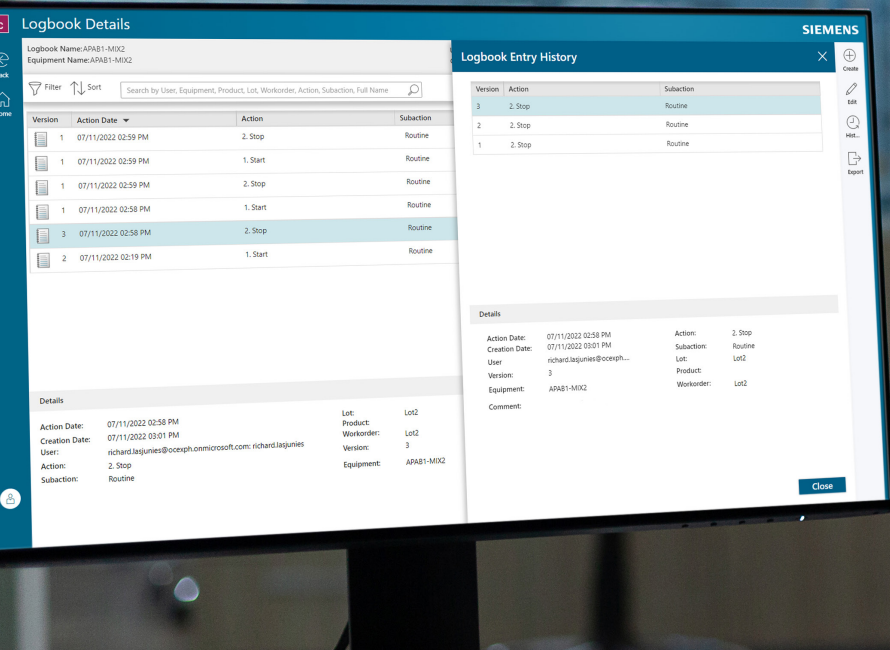 c
Logbook Details
SIEMENS
Logbook Name:APAB1-MIX2
Equipment Name:APAB1-MIX2
Filter
Sort
Search by User, Equipment, Product, Lot, Workorder, Action, Subaction, Full Name
Version Action Date Action Subaction
1 07/11/2022 02:59 PM 2. Stop Routine
1 07/11/2022 02:59 PM 1. Start Routine
1 07/11/2022 02:59 PM 2. Stop Routine
1 07/11/2022 02:58 PM 1. Start Routine
3 07/11/2022 02:58 PM 2. Stop Routine
2 07/11/2022 02:19 PM 1. Start Routine
Details
Action Date: 07/11/2022 02:58 PM Lot: Lot2
Product:
Creation Date: 07/11/2022 03:01 PM Workorder: Lot2
User: richard.lasjunies@ocexph.onmicrosoft.com: richard.lasjunies Version: 3
Action: 2. Stop Equipment: APAB1-MIX2
Subaction: Routine
Logbook Entry History
Version Action Subaction
3 2. Stop Routine
2 2. Stop Routine
1 2. Stop Routine
Details
Action Date: 07/11/2022 02:58 PM Action: 2. Stop
Creation Date: 07/11/2022 03:01 PM Subaction: Routine
User richard.lasjunies@ocexph.... Lot: Lot2
Version: 3 Product:
Equipment: APAB1-MIX2 Workorder: Lot2
Comment:
Close
Create
Edit
Hist...
Export